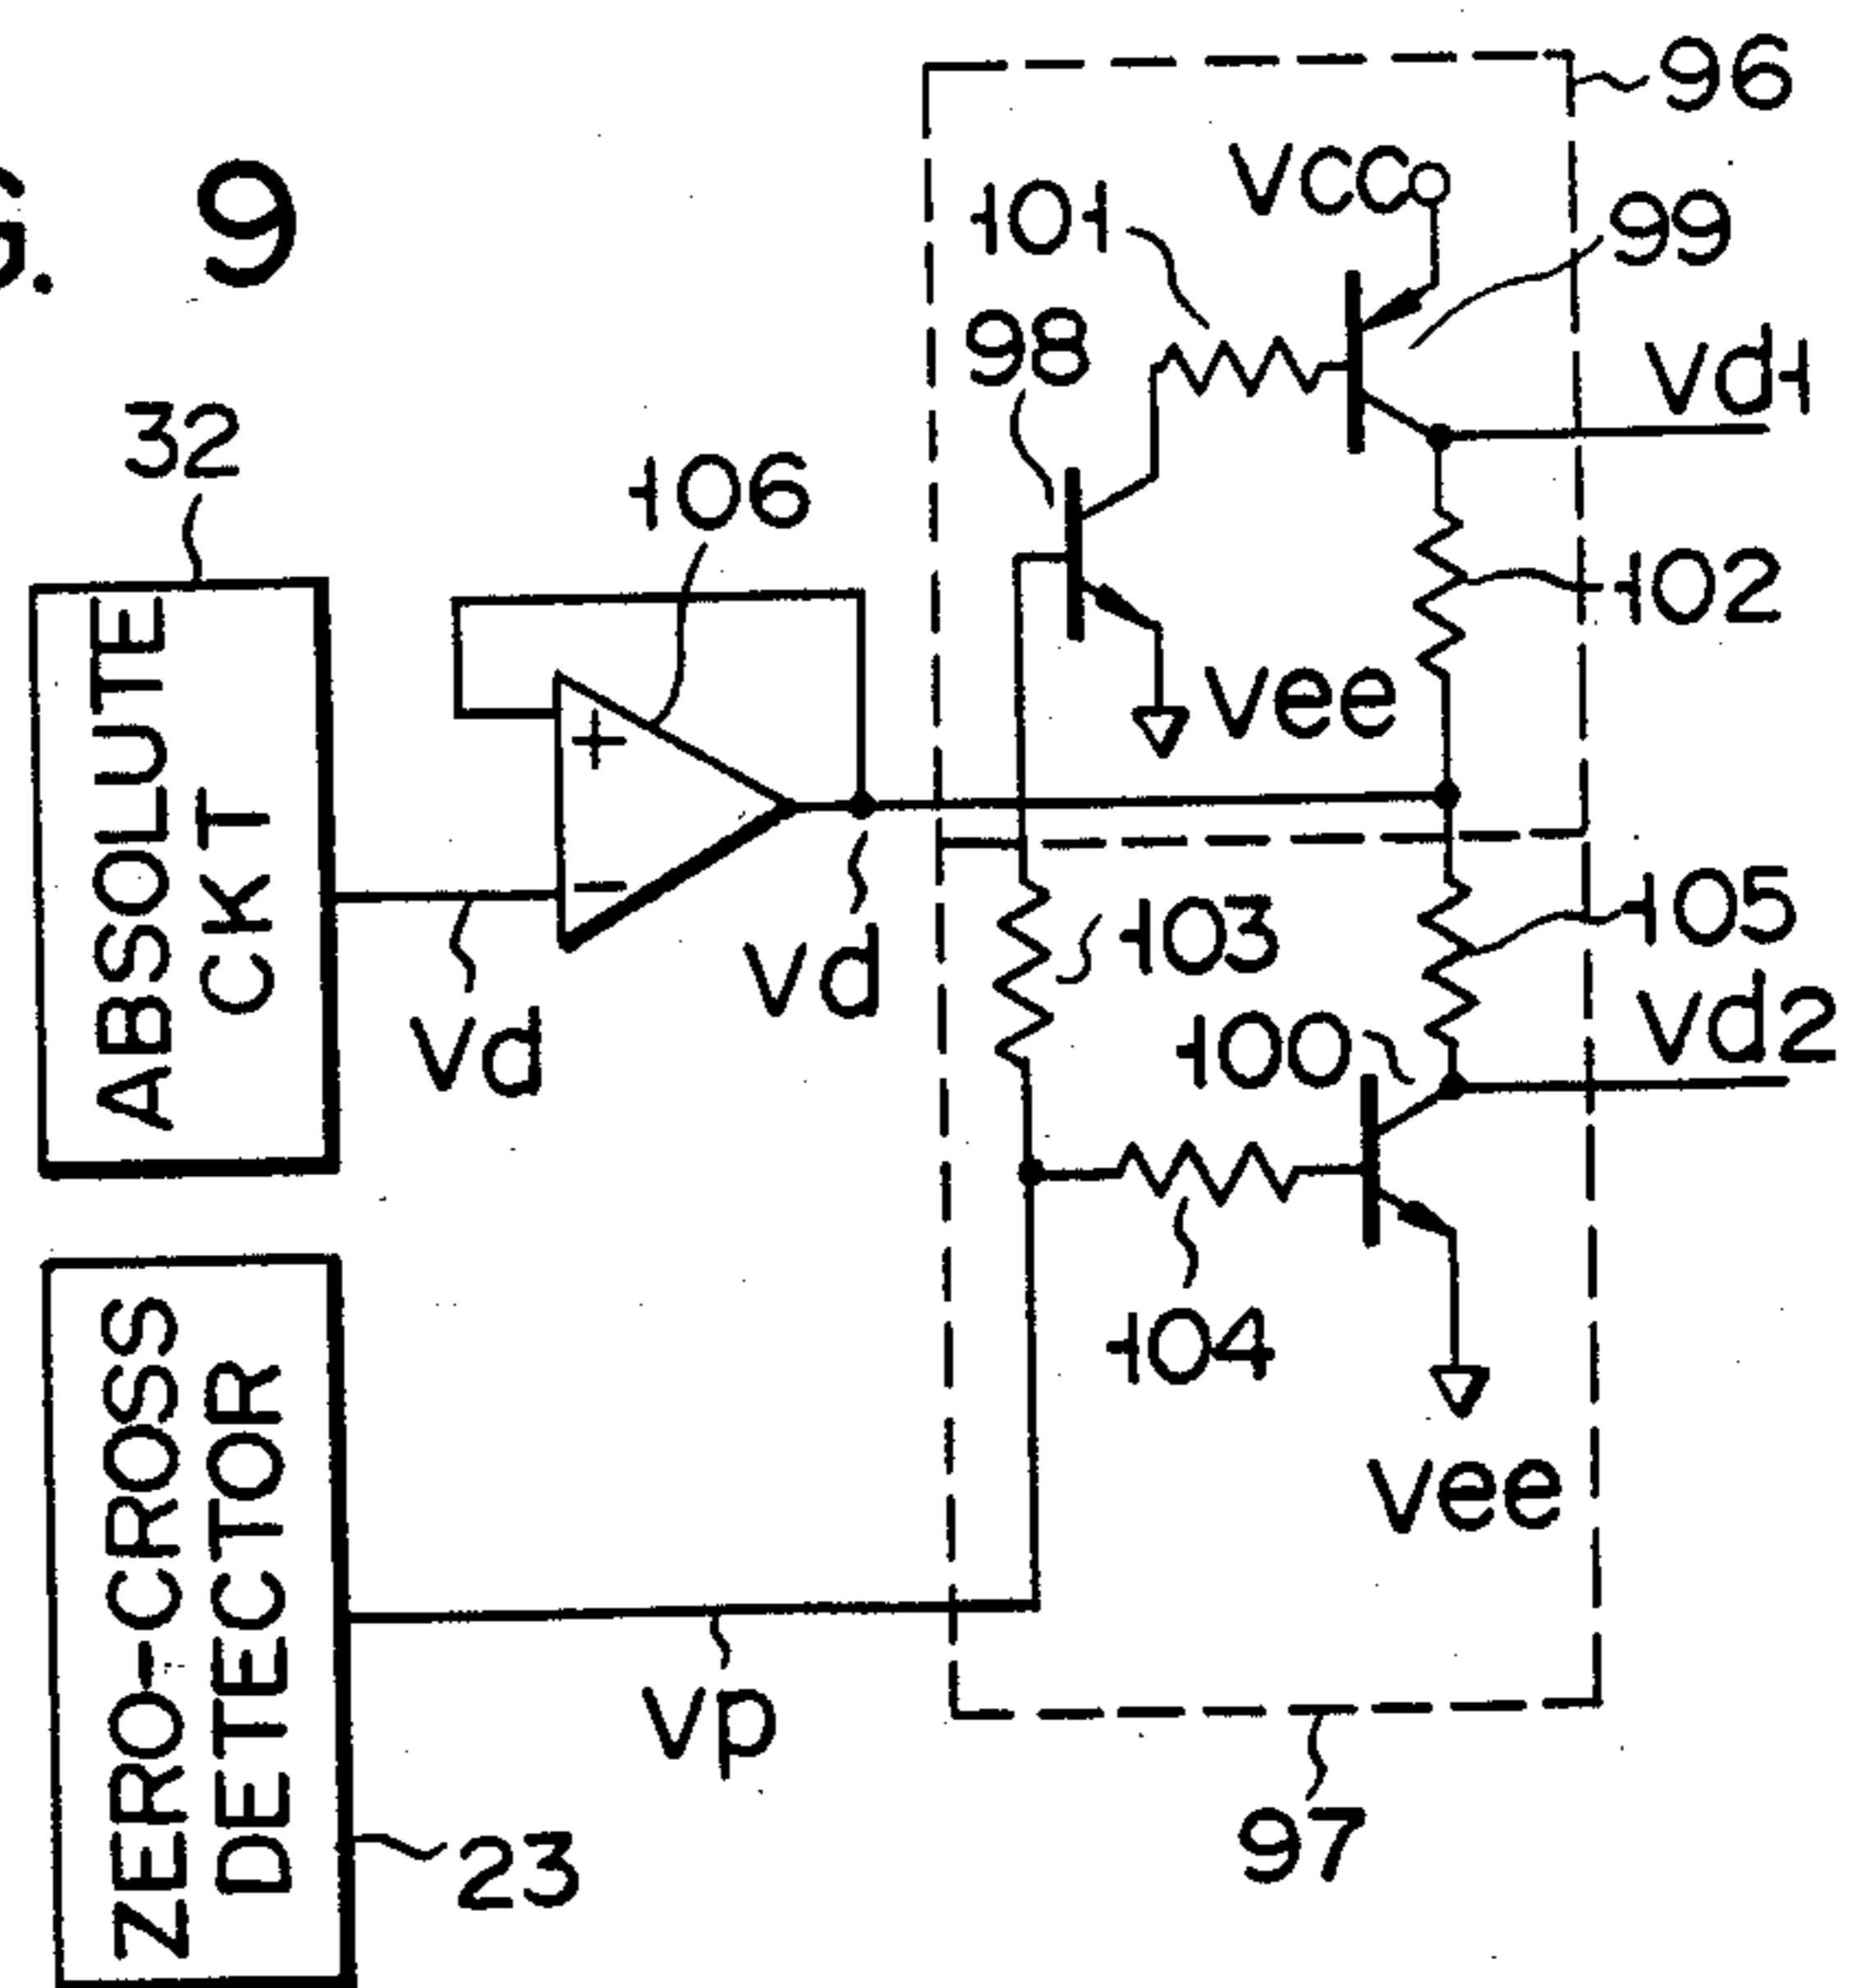 G. 9
96
Vcc
101
99
98
Vd1
32
106
102
ABSOLUTE
CKT
Vee
+
−
Vd
Vd
103
105
100
Vd2
104
Vee
ZERO-CROSS
DETECTOR
Vp
23
97